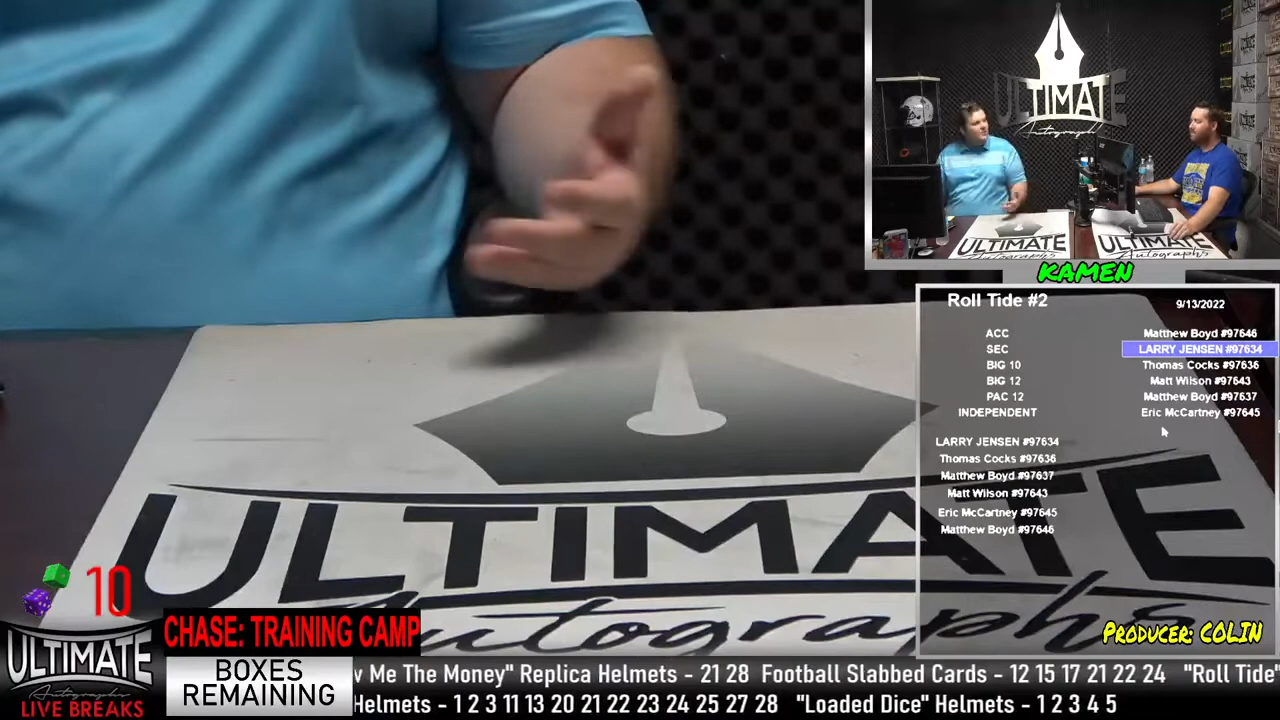 ULTIMATE
Autographs
ULTIMATE
Autographs
ULTIMATE
Autographs
KAMEN
Roll Tide #2
9/13/2022
ACC Matthew Boyd #97646
SEC LARRY JENSEN #97634
BIG 10 Thomas Cocks #97636
BIG 12 Matt Wilson #97643
PAC 12 Matthew Boyd #97637
INDEPENDENT Eric McCartney #97645
LARRY JENSEN #97634
Thomas Cocks #97636
Matthew Boyd #97637
Matt Wilson #97643
Eric McCartney #97645
Matthew Boyd #97646
ULTIMATE
Autographs
PRODUCER: COLIN
10
CHASE: TRAINING CAMP
BOXES
REMAINING
ULTIMATE
Autographs
LIVE BREAKS
w Me The Money" Replica Helmets - 21 28 Football Slabbed Cards - 12 15 17 21 22 24 "Roll Tide"
Helmets - 1 2 3 11 13 20 21 22 23 24 25 27 28 "Loaded Dice" Helmets - 1 2 3 4 5